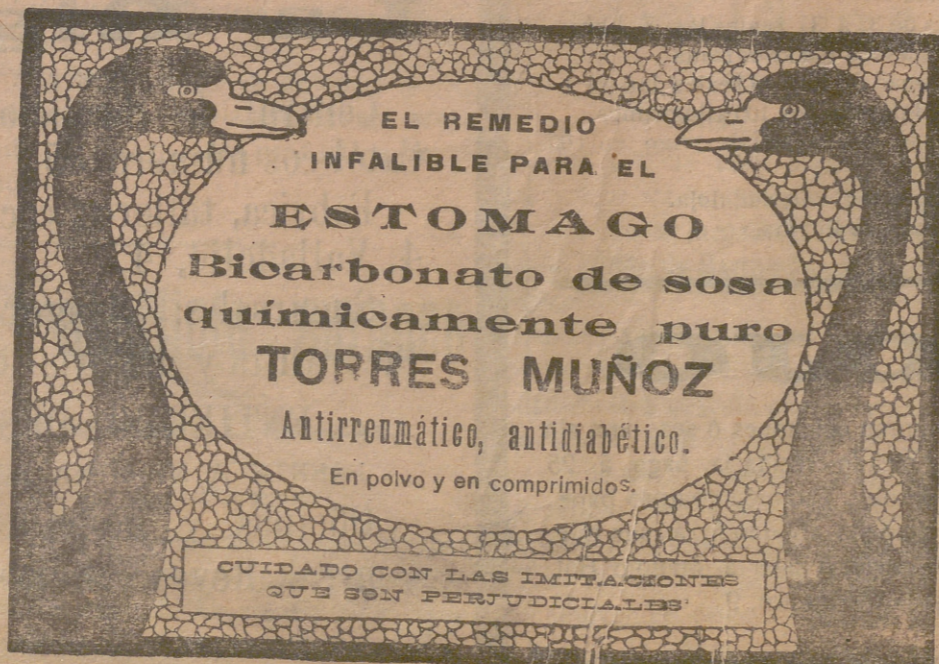 EL REMEDIO
INFALIBLE PARA EL
ESTOMAGO
Bicarbonato de sosa
químicamente puro
TORRES MUÑOZ
Antirreumático, antidiabético.
En polvo y en comprimidos.
CUIDADO CON LAS IMITACIONES
QUE SON PERJUDICIALES